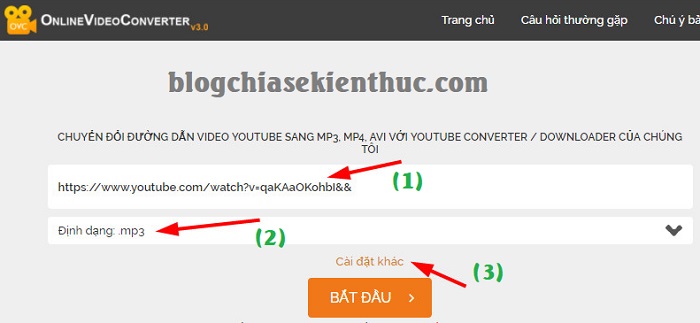 OVC ONLINEVIDEOCONVERTER v3.0 Trang chủ Câu hỏi thường gặp Chú ý bả
blogchiasekienthuc.com
CHUYỂN ĐỔI ĐƯỜNG DẪN VIDEO YOUTUBE SANG MP3, MP4, AVI VỚI YOUTUBE CONVERTER / DOWNLOADER CỦA CHÚNG
TÔI
https://www.youtube.com/watch?v=qaKAaOKohbI&& (1)
Định dạng: .mp3 (2)
Cài đặt khác (3)
BẮT ĐẦU